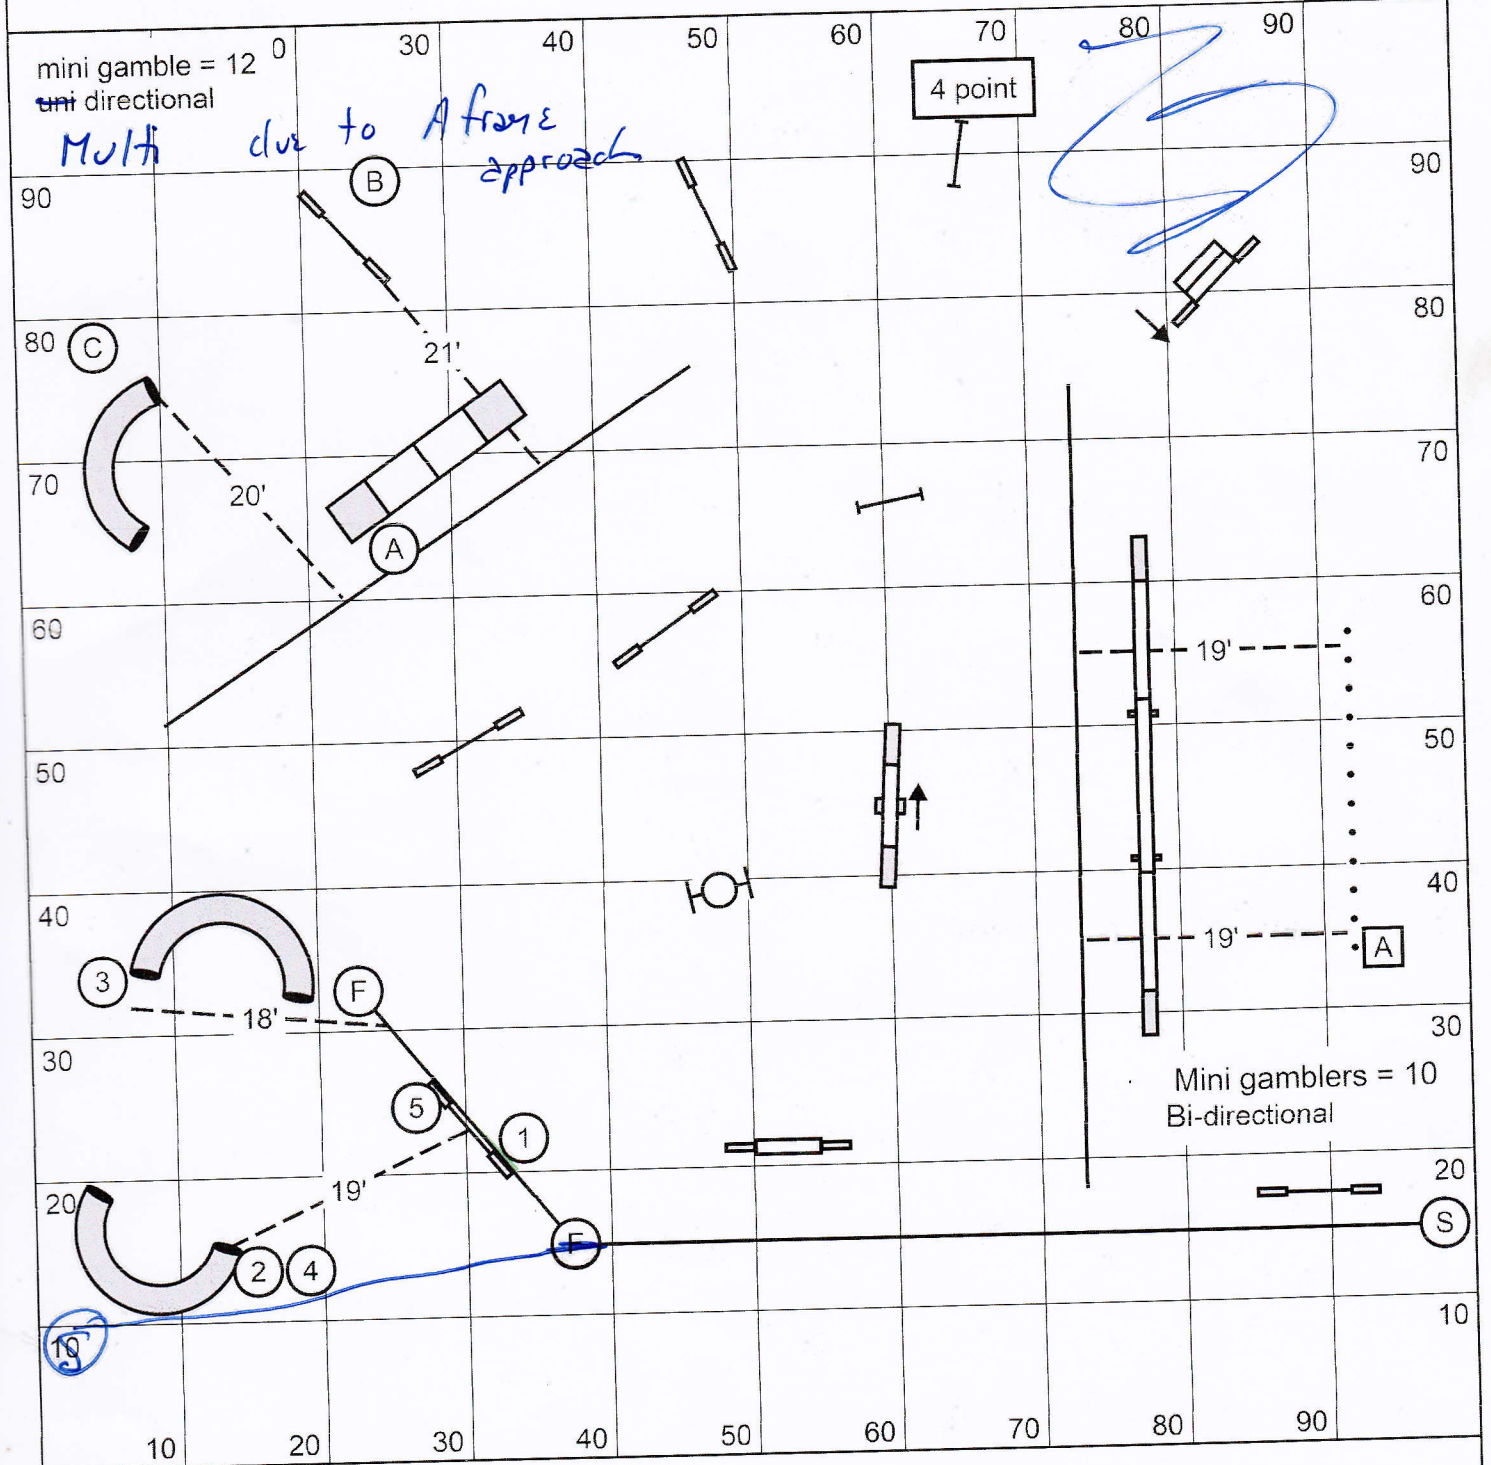 0 30 40 50 60 70 80 90
mini gamble = 12
uni directional
Multi due to A frame
approach
4 point
B
90 90
80 80
C
21'
70 70
20'
A
60 60
19'
50 50
40 40
19'
A
3 F
18'
30 30
Mini gamblers = 10
Bi-directional
5 1
20 20
19'
S
F
2 4
10 10
S
10 20 30 40 50 60 70 80 90